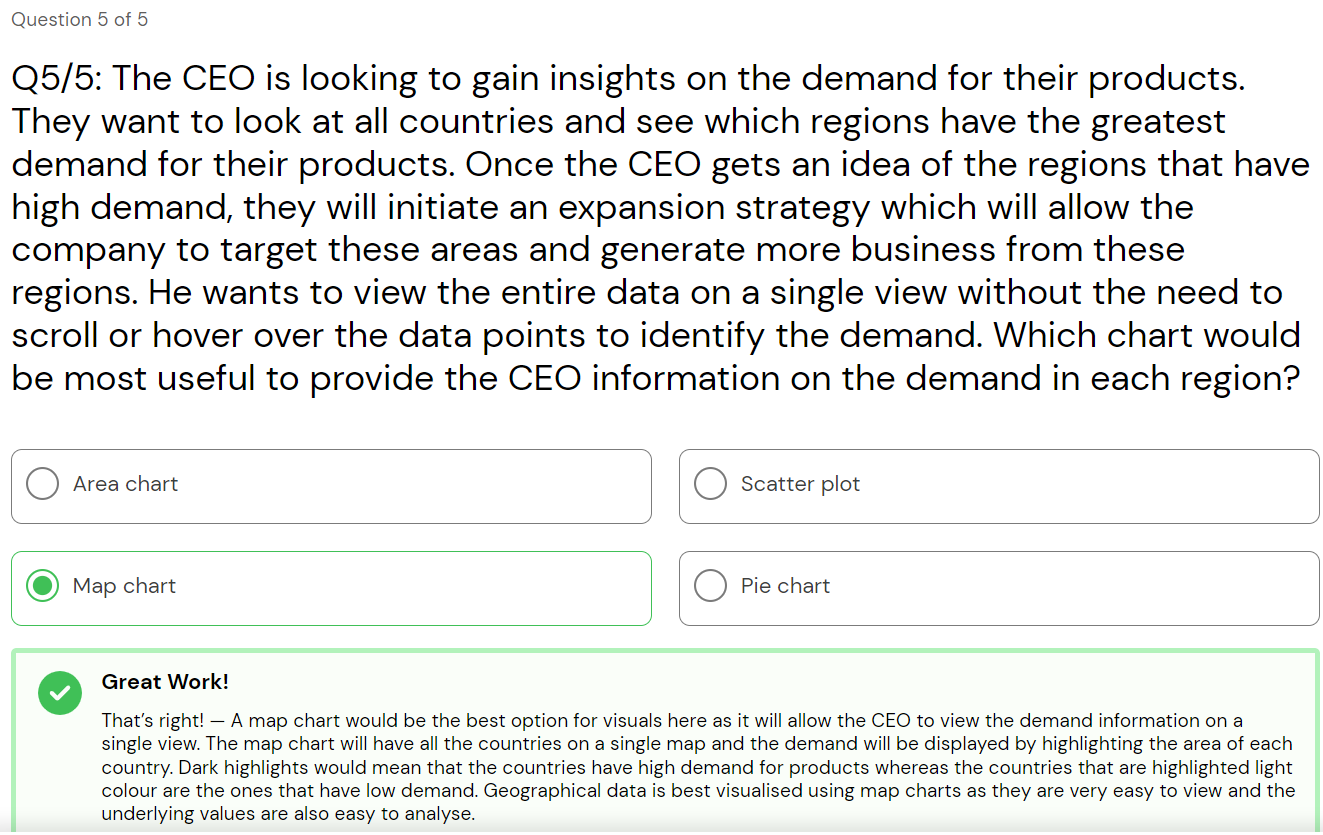 Question 5 of 5
Q5/5: The CEO is looking to gain insights on the demand for their products.
They want to look at all countries and see which regions have the greatest
demand for their products. Once the CEO gets an idea of the regions that have
high demand, they will initiate an expansion strategy which will allow the
company to target these areas and generate more business from these
regions. He wants to view the entire data on a single view without the need to
scroll or hover over the data points to identify the demand. Which chart would
be most useful to provide the CEO information on the demand in each region?
Area chart
Scatter plot
Map chart
Pie chart
Great Work!
That's right! — A map chart would be the best option for visuals here as it will allow the CEO to view the demand information on a
single view. The map chart will have all the countries on a single map and the demand will be displayed by highlighting the area of each
country. Dark highlights would mean that the countries have high demand for products whereas the countries that are highlighted light
colour are the ones that have low demand. Geographical data is best visualised using map charts as they are very easy to view and the
underlying values are also easy to analyse.